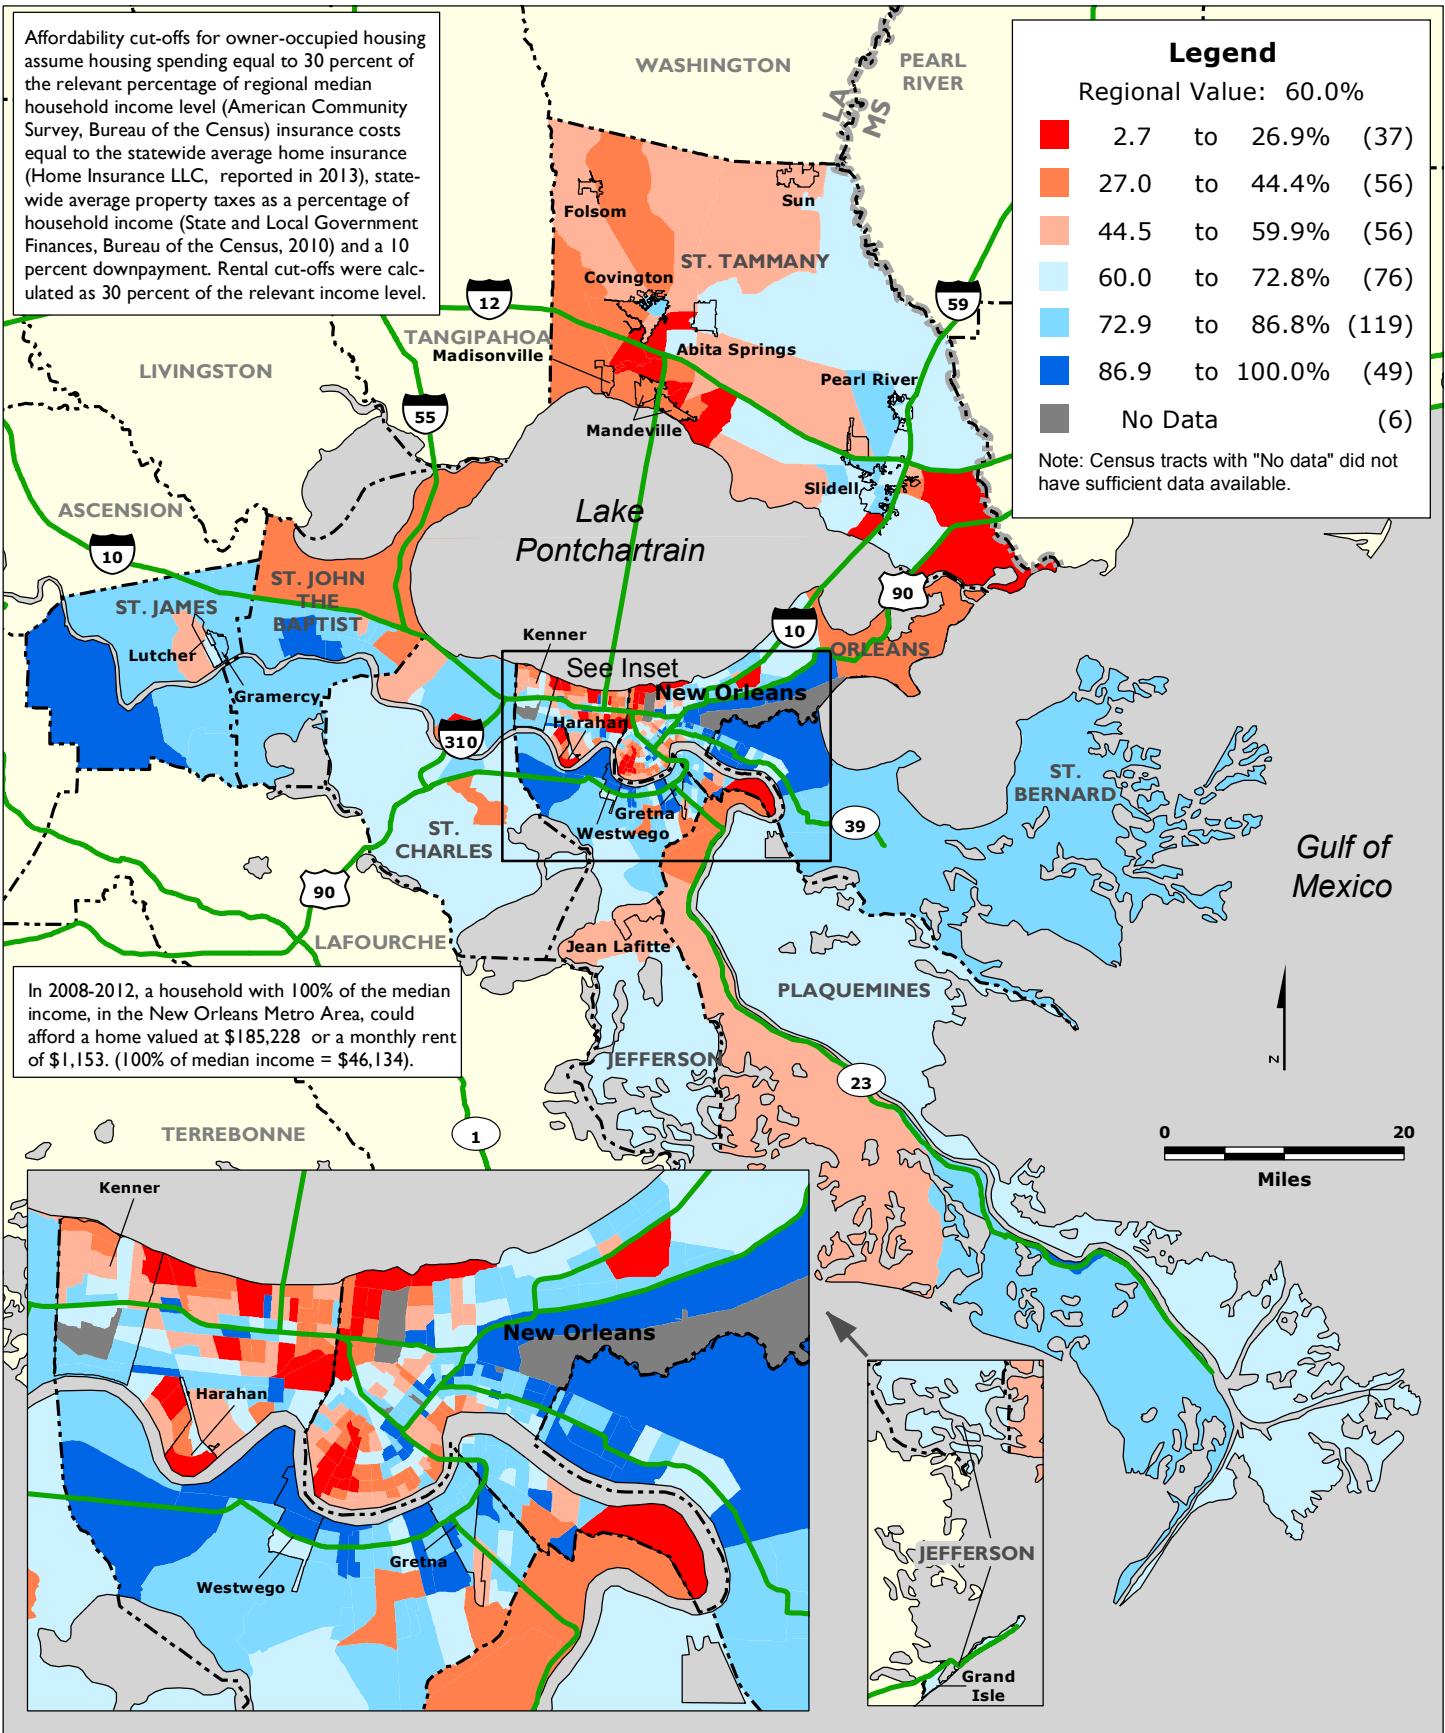 Affordability cut-offs for owner-occupied housing
assume housing spending equal to 30 percent of
the relevant percentage of regional median
household income level (American Community
Survey, Bureau of the Census) insurance costs
equal to the statewide average home insurance
(Home Insurance LLC, reported in 2013), state-
wide average property taxes as a percentage of
household income (State and Local Government
Finances, Bureau of the Census, 2010) and a 10
percent downpayment. Rental cut-offs were calc-
ulated as 30 percent of the relevant income level.
WASHINGTON
PEARL
RIVER
LA
MS
Legend
Regional Value: 60.0%
2.7 to 26.9% (37)
27.0 to 44.4% (56)
44.5 to 59.9% (56)
60.0 to 72.8% (76)
72.9 to 86.8% (119)
86.9 to 100.0% (49)
No Data (6)
Note: Census tracts with "No data" did not
have sufficient data available.
Folsom
Sun
ST. TAMMANY
Covington
12
59
TANGIPAHOA
Madisonville
Abita Springs
LIVINGSTON
Pearl River
55
Mandeville
Slidell
ASCENSION
Lake
Pontchartrain
10
ST. JOHN
THE
BAPTIST
90
ST. JAMES
10
Kenner
ORLEANS
Lutcher
See Inset
Gramercy
New Orleans
Harahan
310
ST.
BERNARD
Gretna
Westwego
39
ST.
CHARLES
Gulf of
Mexico
90
LAFOURCHE
Jean Lafitte
In 2008-2012, a household with 100% of the median
income, in the New Orleans Metro Area, could
afford a home valued at $185,228 or a monthly rent
of $1,153. (100% of median income = $46,134).
PLAQUEMINES
JEFFERSON
N
23
TERREBONNE
1
0 20
Miles
Kenner
New Orleans
Harahan
Gretna
Westwego
JEFFERSON
Grand
Isle